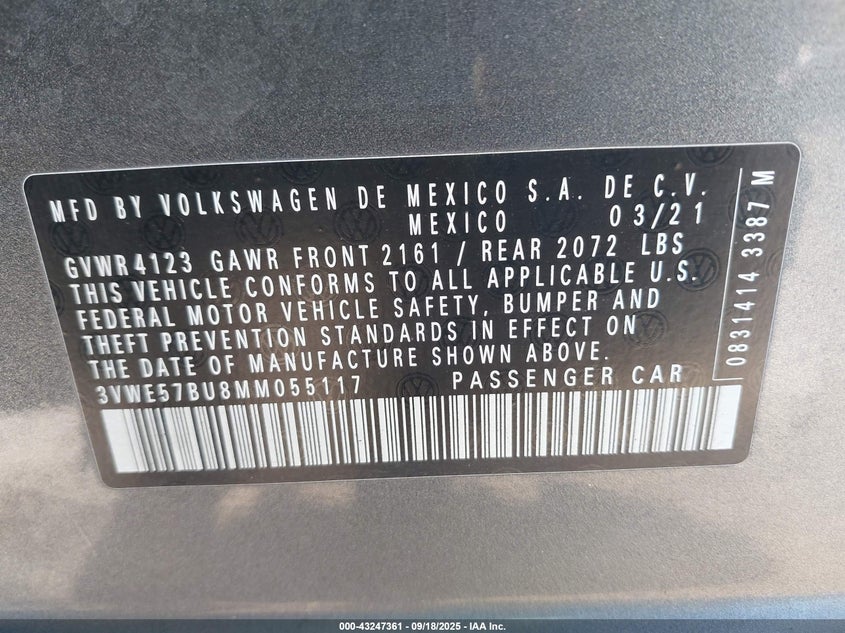 MFD BY VOLKSWAGEN DE MEXICO S.A. DE C.V.
MEXICO 03/21
GVWR4123 GAWR FRONT 2161 / REAR 2072 LBS
THIS VEHICLE CONFORMS TO ALL APPLICABLE U.S.
FEDERAL MOTOR VEHICLE SAFETY, BUMPER AND
THEFT PREVENTION STANDARDS IN EFFECT ON
THE DATE OF MANUFACTURE SHOWN ABOVE.
3VWE57BU8MM055117 PASSENGER CAR
0831414 3387 M
000-43247361 - 09/18/2025 - IAA Inc.